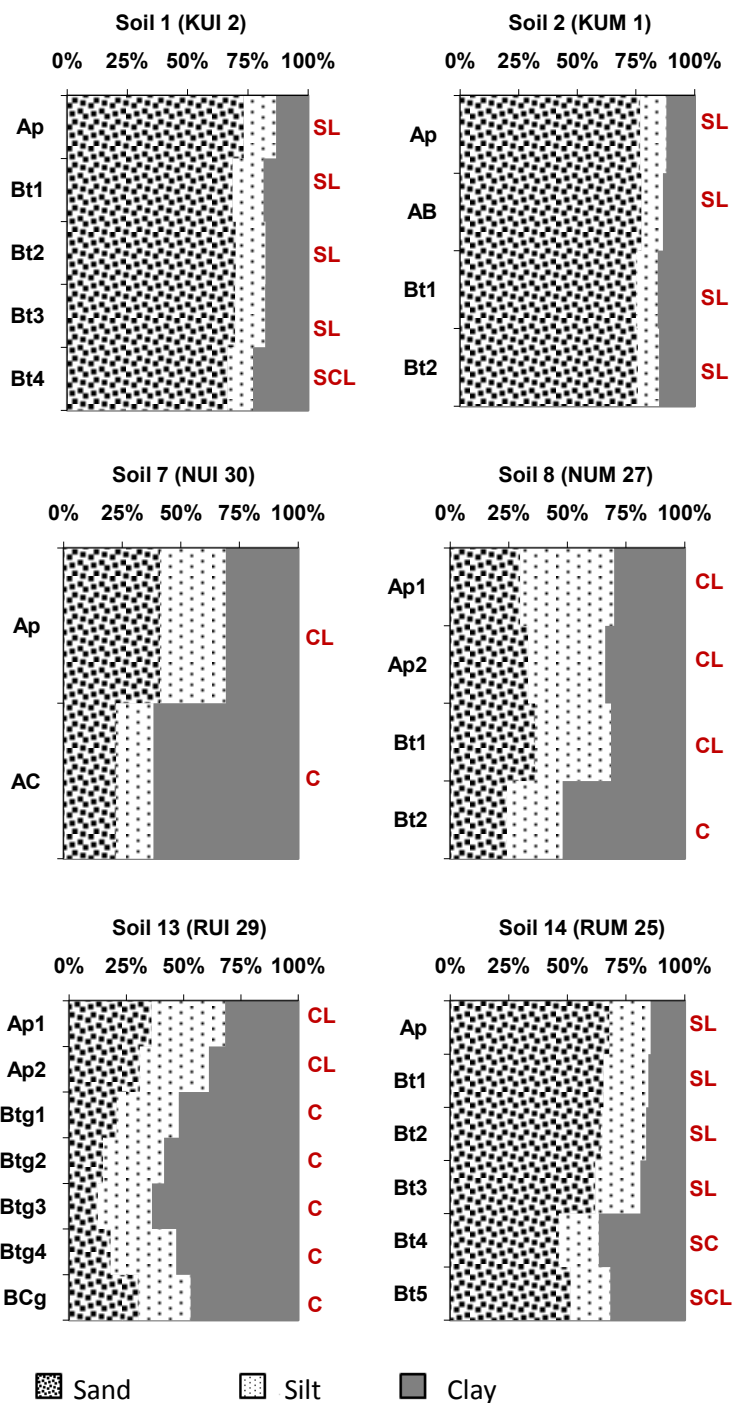 Soil 1 (KUI 2)
0% 25% 50% 75% 100%
Ap SL
Bt1 SL
Bt2 SL
Bt3 SL
Bt4 SCL
Soil 2 (KUM 1)
0% 25% 50% 75% 100%
Ap SL
AB SL
Bt1 SL
Bt2 SL
Soil 7 (NUI 30)
0% 25% 50% 75% 100%
Ap CL
AC C
Soil 8 (NUM 27)
0% 25% 50% 75% 100%
Ap1 CL
Ap2 CL
Bt1 CL
Bt2 C
Soil 13 (RUI 29)
0% 25% 50% 75% 100%
Ap1 CL
Ap2 CL
Btg1 C
Btg2 C
Btg3 C
Btg4 C
BCg C
Soil 14 (RUM 25)
0% 25% 50% 75% 100%
Ap SL
Bt1 SL
Bt2 SL
Bt3 SL
Bt4 SC
Bt5 SCL
Sand Silt Clay